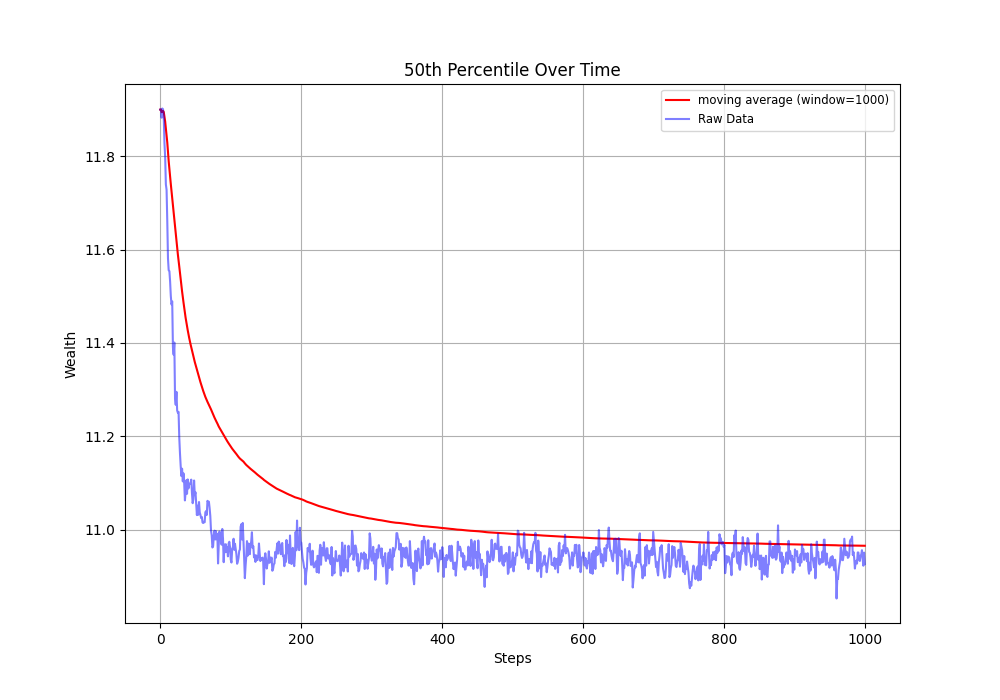 50th Percentile Over Time
moving average (window=1000)
Raw Data
11.8
11.6
11.4
11.2
11.0
Wealth
0 200 400 600 800 1000
Steps